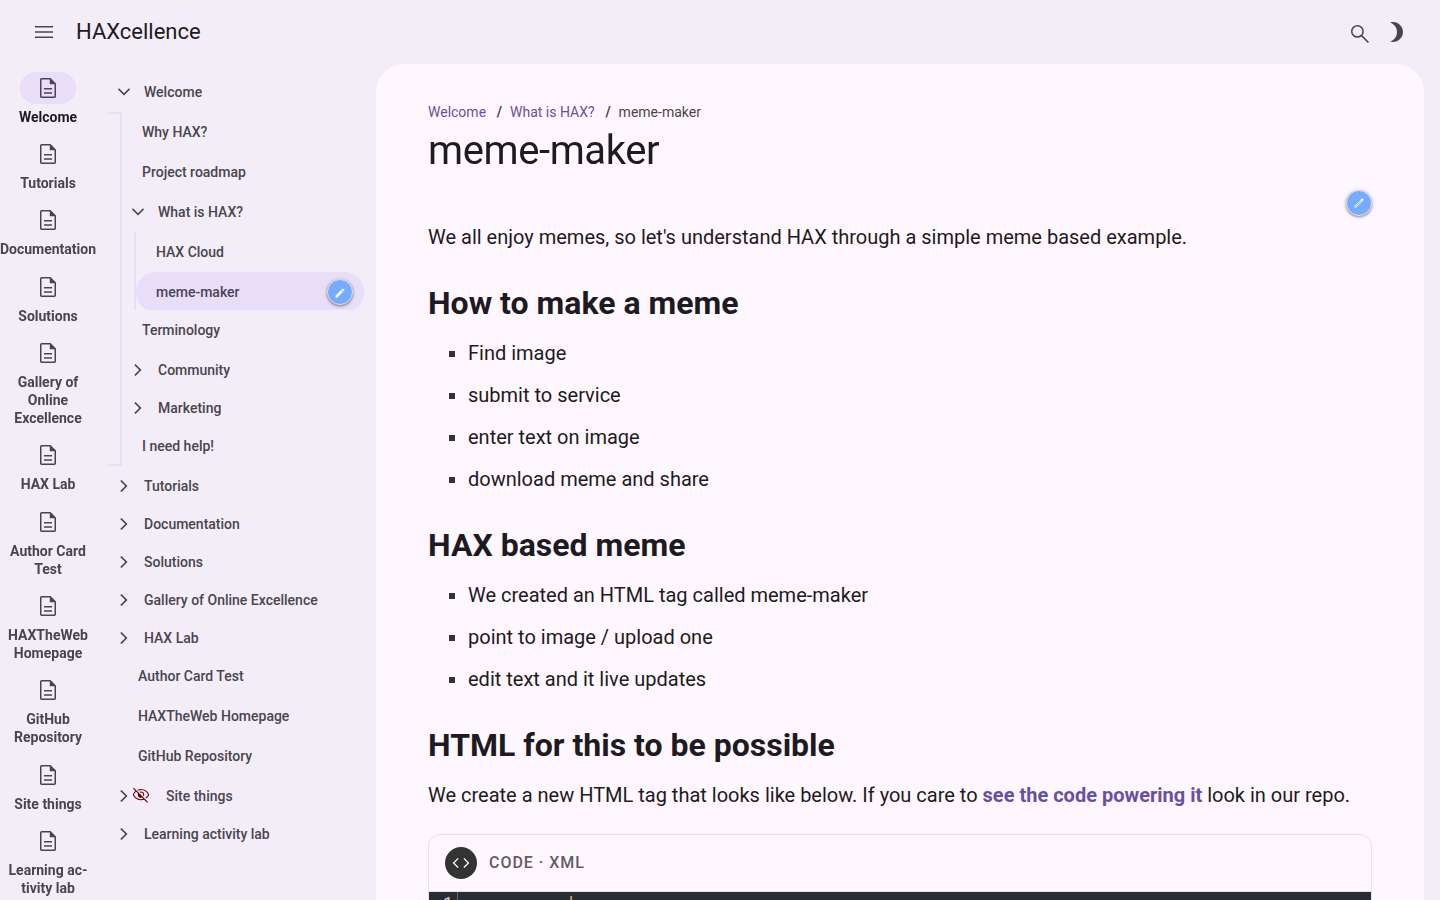 HAXcellence
Welcome
Tutorials
Documentation
Solutions
Gallery of
Online
Excellence
HAX Lab
Author Card
Test
HAXTheWeb
Homepage
GitHub
Repository
Site things
Learning ac-
tivity lab
Welcome
Why HAX?
Project roadmap
What is HAX?
HAX Cloud
meme-maker
Terminology
Community
Marketing
I need help!
Tutorials
Documentation
Solutions
Gallery of Online Excellence
HAX Lab
Author Card Test
HAXTheWeb Homepage
GitHub Repository
Site things
Learning activity lab
Welcome / What is HAX? / meme-maker
meme-maker
We all enjoy memes, so let's understand HAX through a simple meme based example.
How to make a meme
Find image
submit to service
enter text on image
download meme and share
HAX based meme
We created an HTML tag called meme-maker
point to image / upload one
edit text and it live updates
HTML for this to be possible
We create a new HTML tag that looks like below. If you care to see the code powering it look in our repo.
CODE · XML